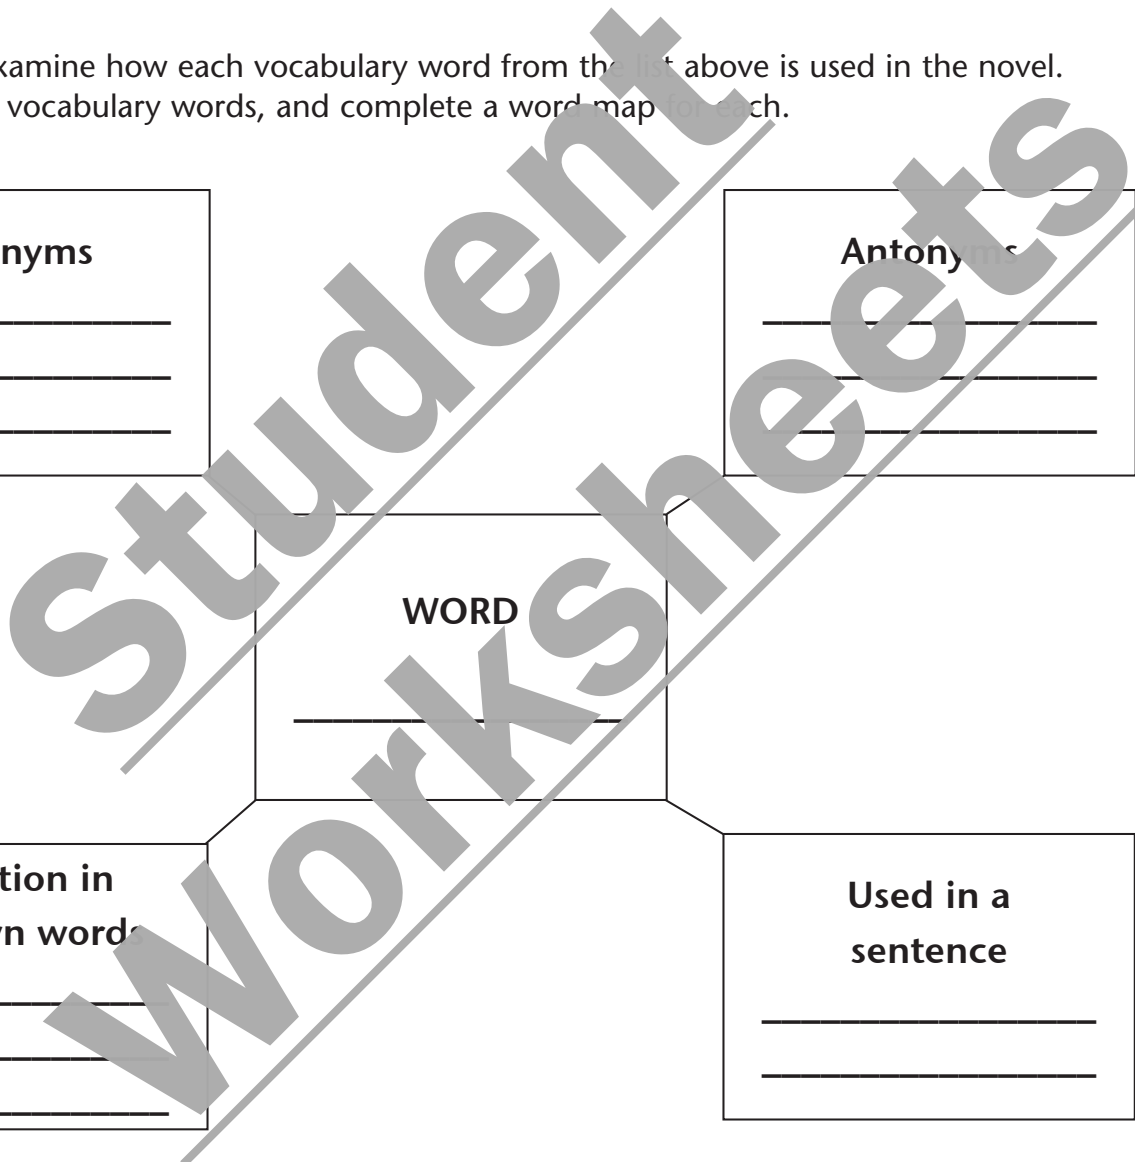 xamine how each vocabulary word from the list above is used in the novel.
vocabulary words, and complete a word map for each.
nyms
Antonyms
WORD
tion in
n words
Used in a
sentence
Student
Worksheets